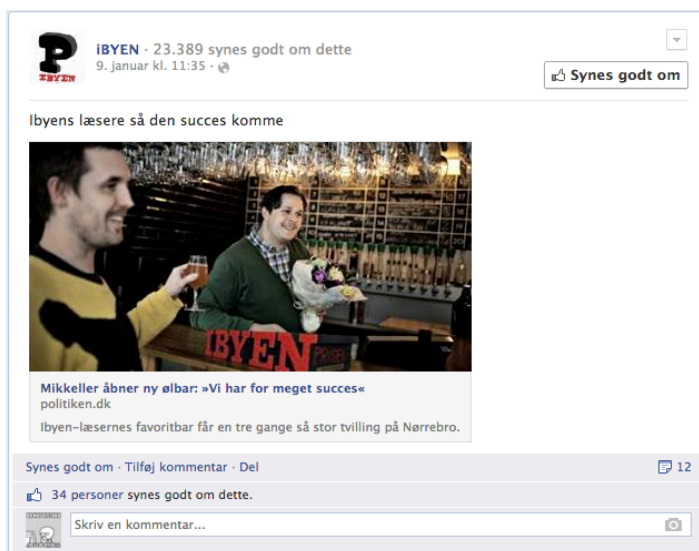 P
IBYEN
iBYEN · 23.389 synes godt om dette
9. januar kl. 11:35 ·
Synes godt om
Ibyens læsere så den succes komme
IBYEN
Mikkeller åbner ny ølbar: »Vi har for meget succes«
politiken.dk
Ibyen-læsernes favoritbar får en tre gange så stor tvilling på Nørrebro.
Synes godt om · Tilføj kommentar · Del
12
34 personer synes godt om dette.
Skriv en kommentar...